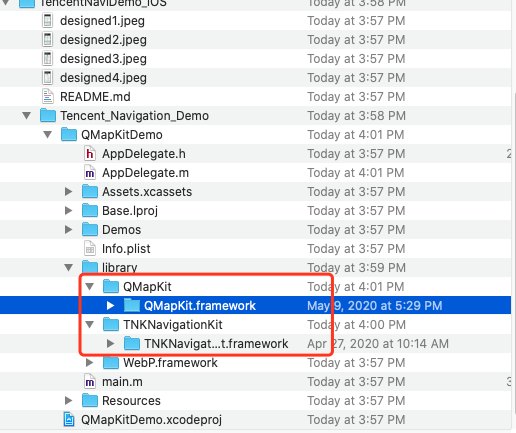 TencentNaviDemo_iOS Today at 3:58 PM
designed1.jpeg Today at 3:57 PM
designed2.jpeg Today at 3:57 PM
designed3.jpeg Today at 3:57 PM
designed4.jpeg Today at 3:57 PM
README.md Today at 3:57 PM
Tencent_Navigation_Demo Today at 3:58 PM
QMapKitDemo Today at 4:01 PM
h AppDelegate.h Today at 3:57 PM 2
m AppDelegate.m Today at 4:01 PM
Assets.xcassets Today at 3:57 PM
Base.lproj Today at 3:57 PM
Demos Today at 3:57 PM
Info.plist Today at 3:57 PM
library Today at 3:59 PM
QMapKit Today at 4:01 PM
QMapKit.framework May 9, 2020 at 5:29 PM
TNKNavigationKit Today at 4:00 PM
TNKNavigat...t.framework Apr 27, 2020 at 10:14 AM
WebP.framework Today at 3:57 PM
m main.m Today at 3:57 PM 3
Resources Today at 3:57 PM
QMapKitDemo.xcodeproj Today at 3:57 PM